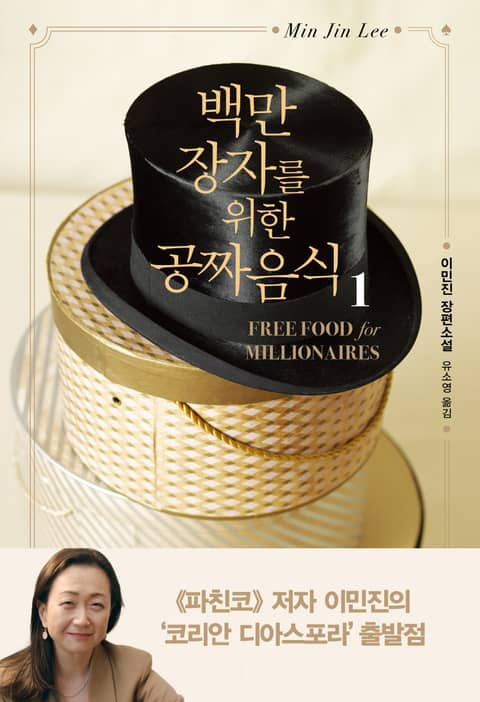 Min Jin Lee
백만
장자를
위한
공짜음식 1
FREE FOOD for
MILLIONAIRES
이민진 장편소설
유소영 옮김
《파친코》 저자 이민진의
‘코리안 디아스포라’ 출발점